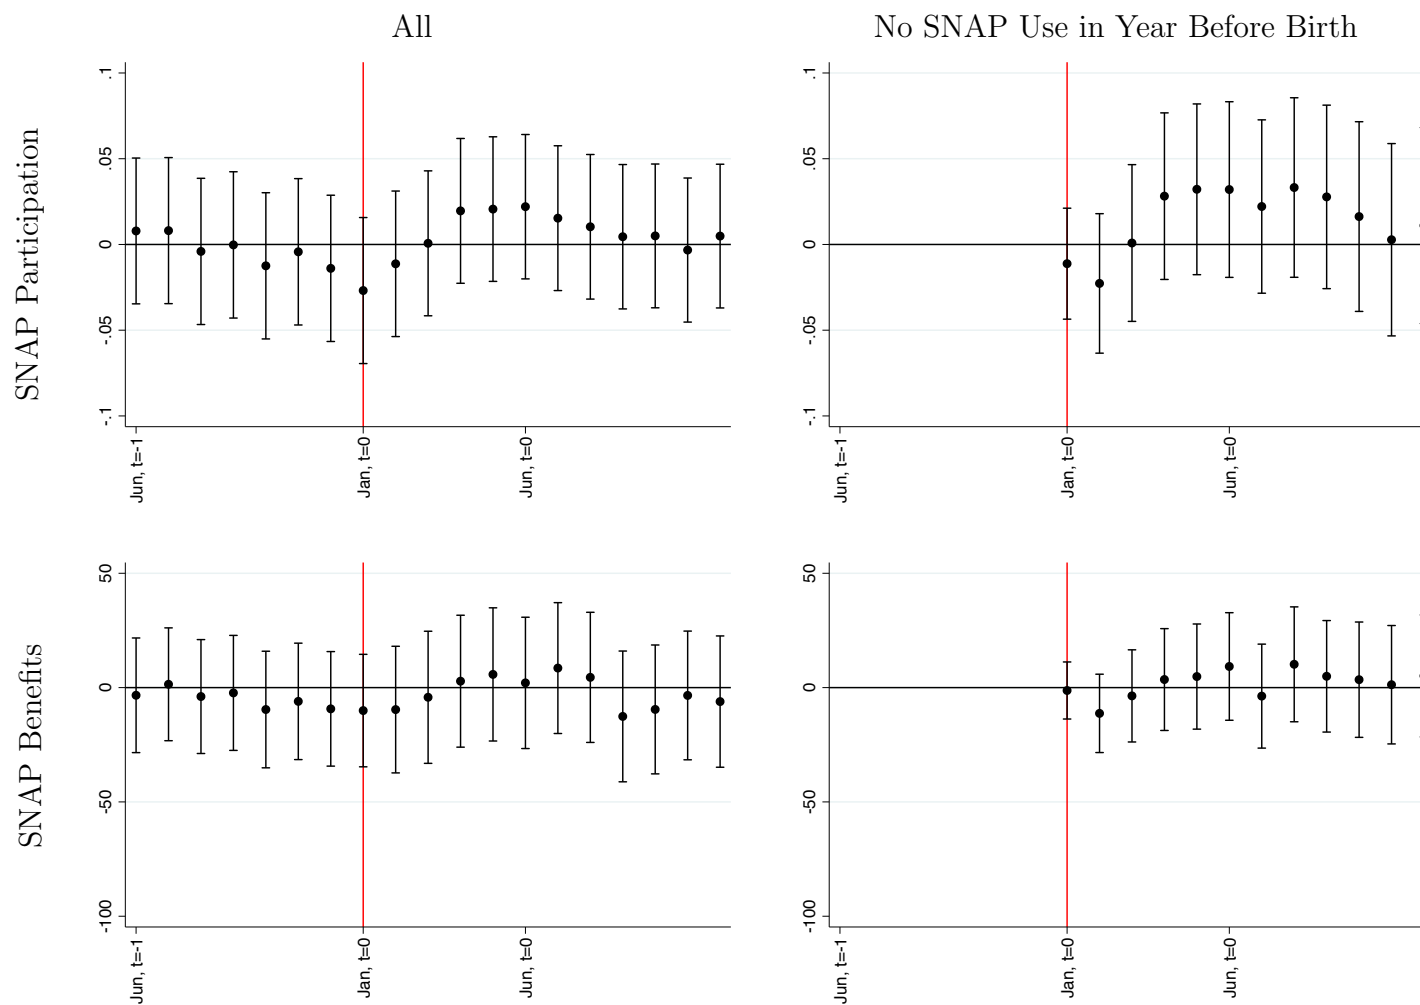 All
No SNAP Use in Year Before Birth
SNAP Participation
.1
.05
0
-.05
-.1
Jun, t=-1
Jan, t=0
Jun, t=0
.1
.05
0
-.05
-.1
Jun, t=-1
Jan, t=0
Jun, t=0
SNAP Benefits
50
0
-50
-100
Jun, t=-1
Jan, t=0
Jun, t=0
50
0
-50
-100
Jun, t=-1
Jan, t=0
Jun, t=0